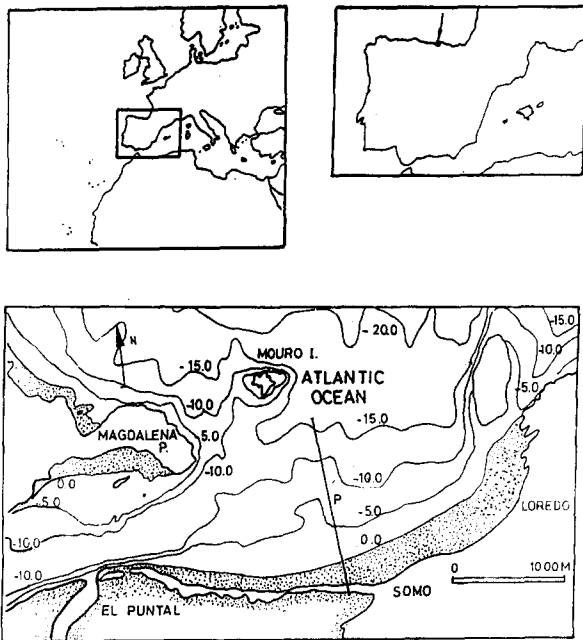 N
-20.0
-15.0
-10.0
-5.0
-15.0
MOURO I.
ATLANTIC
OCEAN
-10.0
-15.0
MAGDALENA
P.
5.0
-10.0
0.0
-5.0
-10.0
P
-5.0
0.0
LOREDO
-10.0
-10.0
0 1000 M
SOMO
EL PUNTAL